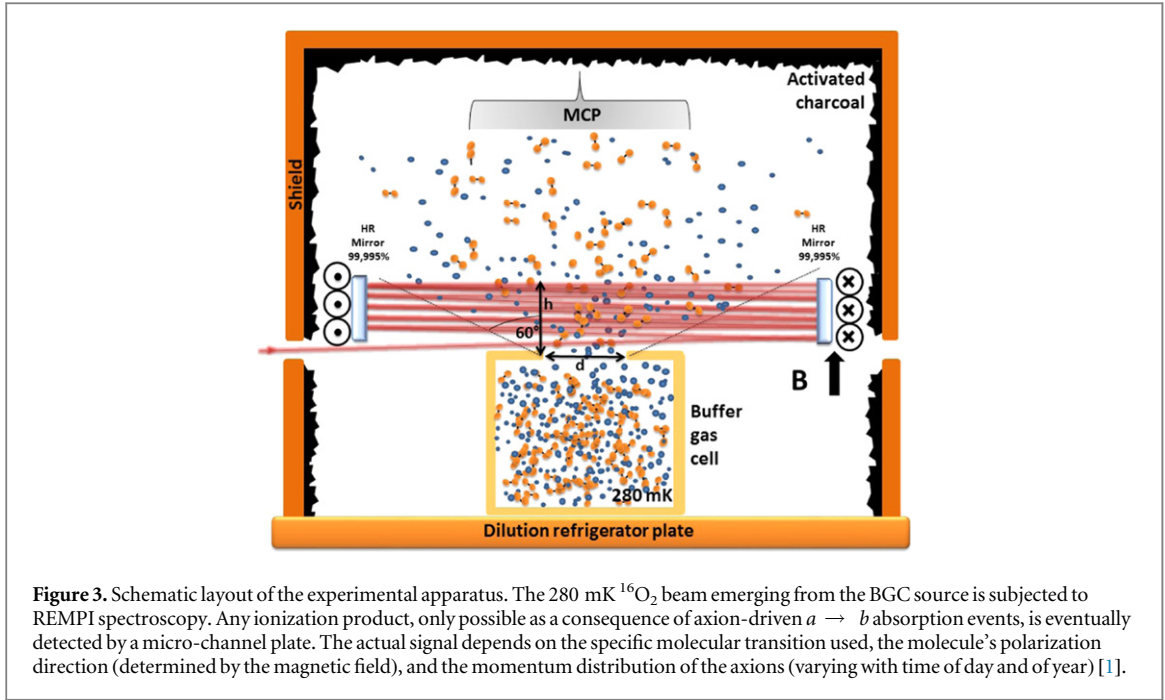 Activated
charcoal
MCP
Shield
HR
Mirror
99,995%
HR
Mirror
99,995%
h
60°
d
B
Buffer
gas
cell
280 mK
Dilution refrigerator plate
Figure 3. Schematic layout of the experimental apparatus. The 280 mK ¹⁶O₂ beam emerging from the BGC source is subjected to
REMPI spectroscopy. Any ionization product, only possible as a consequence of axion-driven a → b absorption events, is eventually
detected by a micro-channel plate. The actual signal depends on the specific molecular transition used, the molecule's polarization
direction (determined by the magnetic field), and the momentum distribution of the axions (varying with time of day and of year) [1].